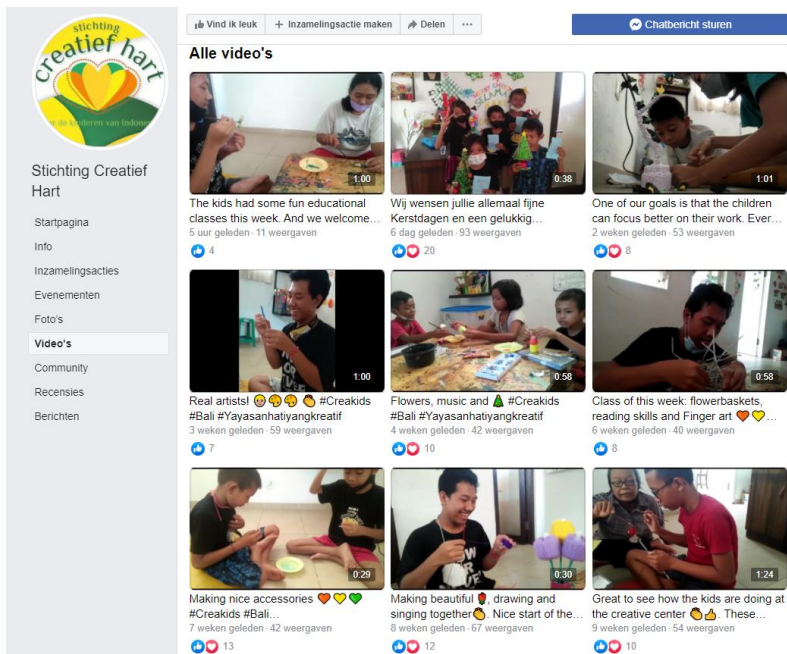 stichting
creatief hart
de kinderen van Indone
Stichting Creatief
Hart
Startpagina
Info
Inzamelingsacties
Evenementen
Foto's
Video's
Community
Recensies
Berichten
Vind ik leuk
+ Inzamelingsactie maken
Delen
...
Chatbericht sturen
Alle video's
1:00
The kids had some fun educational
classes this week. And we welcome...
5 uur geleden · 11 weergaven
4
0:38
Wij wensen jullie allemaal fijne
Kerstdagen en een gelukkig...
6 dag geleden · 93 weergaven
20
1:01
One of our goals is that the children
can focus better on their work. Ever...
2 weken geleden · 53 weergaven
8
1:00
Real artists! #Creakids
#Bali #Yayasanhatiyangkreatif
3 weken geleden · 59 weergaven
7
0:58
Flowers, music and #Creakids
#Bali #Yayasanhatiyangkreatif
4 weken geleden · 42 weergaven
10
0:58
Class of this week: flowerbaskets,
reading skills and Finger art ...
6 weken geleden · 40 weergaven
8
0:29
Making nice accessories
#Creakids #Bali...
7 weken geleden · 42 weergaven
13
0:30
Making beautiful , drawing and
singing together . Nice start of the...
8 weken geleden · 67 weergaven
12
1:24
Great to see how the kids are doing at
the creative center . These...
9 weken geleden · 54 weergaven
10